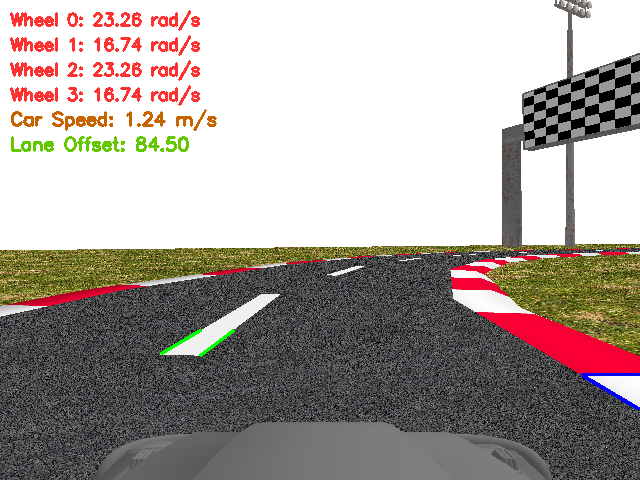 Wheel 0: 23.26 rad/s
Wheel 1: 16.74 rad/s
Wheel 2: 23.26 rad/s
Wheel 3: 16.74 rad/s
Car Speed: 1.24 m/s
Lane Offset: 84.50